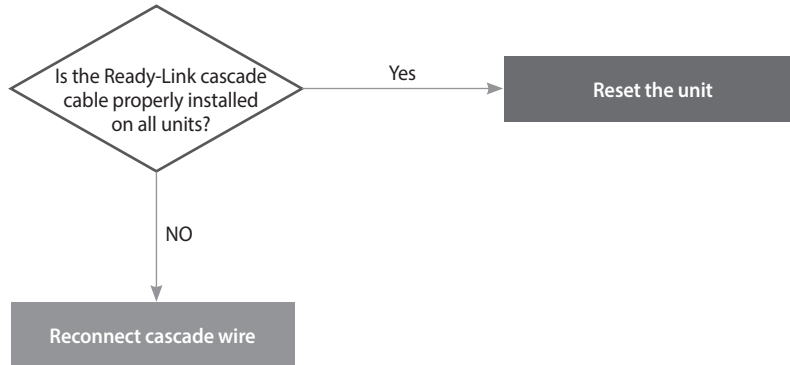 Is the Ready-Link cascade
cable properly installed
on all units?
Yes
Reset the unit
NO
Reconnect cascade wire